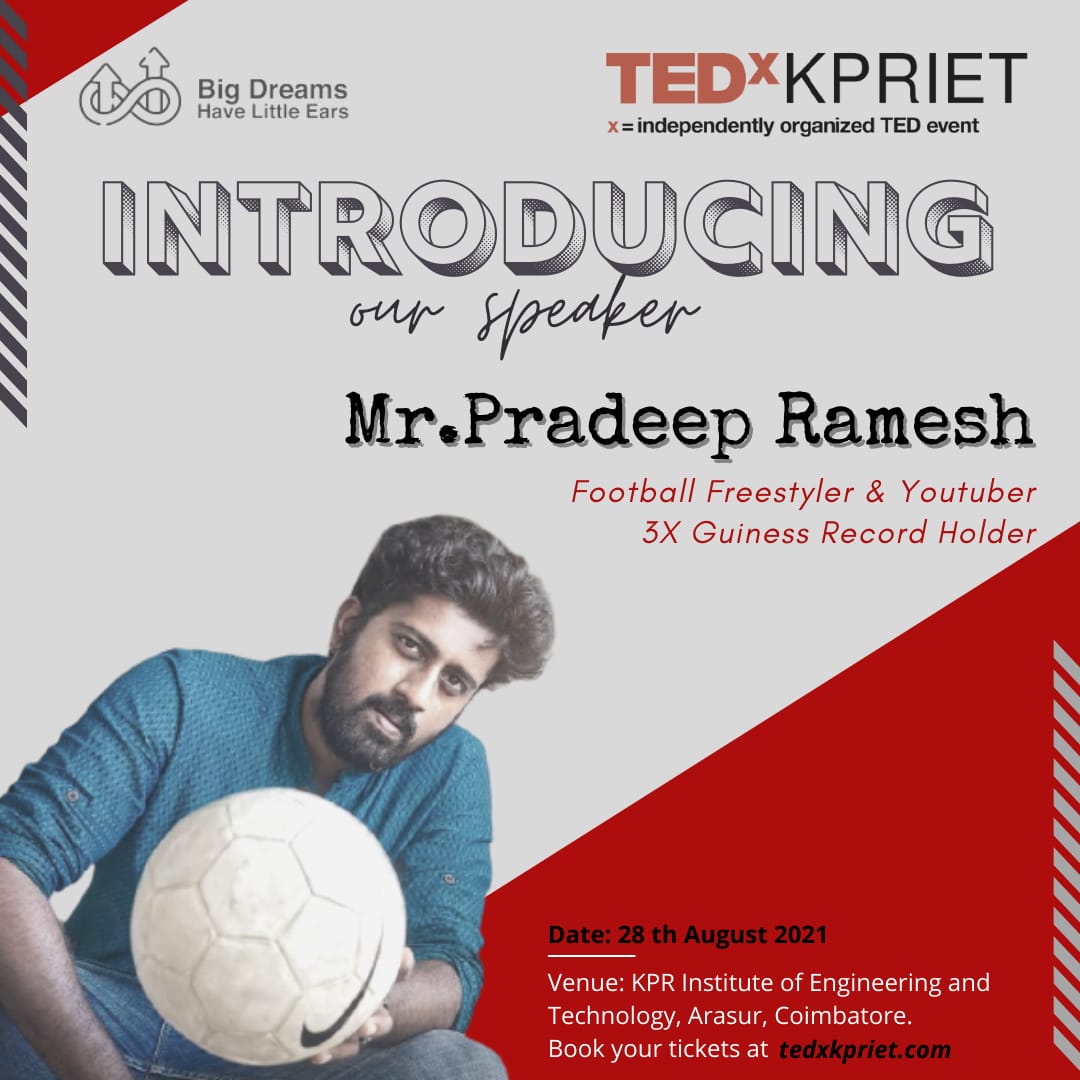 Big Dreams
Have Little Ears
TEDxKPRIET
x = independently organized TED event
INTRODUCING
our speaker
Mr.Pradeep Ramesh
Football Freestyler & Youtuber
3X Guiness Record Holder
Date: 28 th August 2021
Venue: KPR Institute of Engineering and
Technology, Arasur, Coimbatore.
Book your tickets at tedxkpriet.com